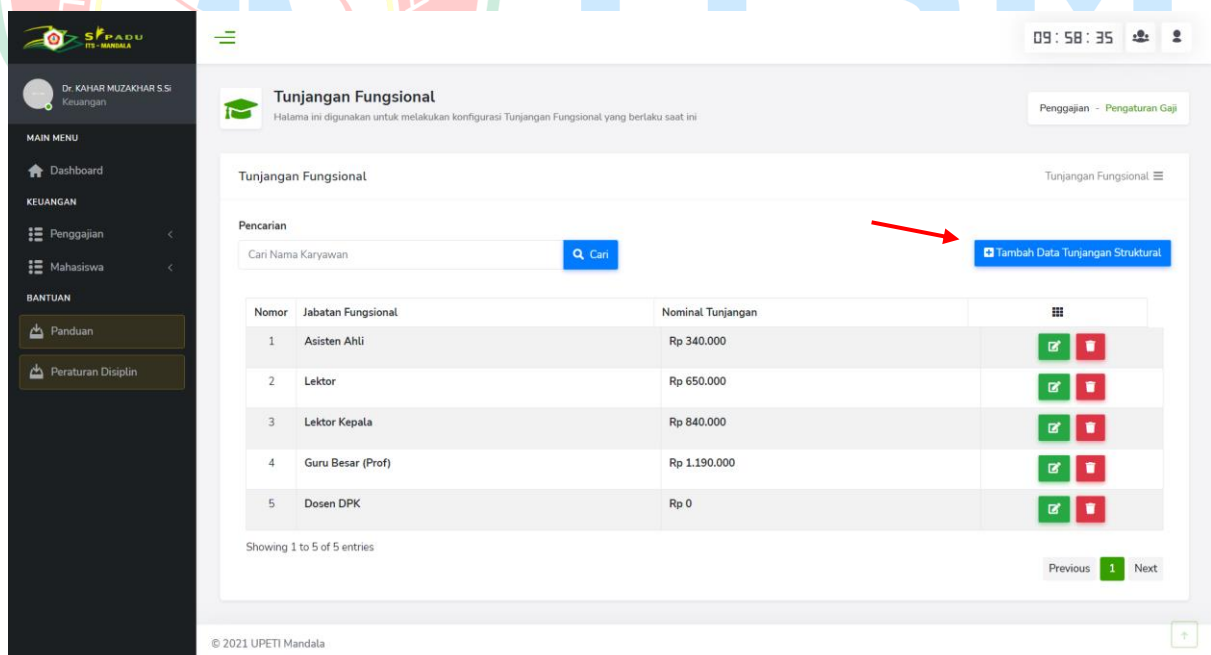 SIPADU
ITS - MANDALA
09:58:35
Dr. KAHAR MUZAKHAR S.Si
Keuangan
Tunjangan Fungsional
Halama ini digunakan untuk melakukan konfigurasi Tunjangan Fungsional yang berlaku saat ini
Penggajian - Pengaturan Gaji
MAIN MENU
Dashboard
KEUANGAN
Penggajian
Mahasiswa
BANTUAN
Panduan
Peraturan Disiplin
Tunjangan Fungsional
Tunjangan Fungsional
Pencarian
Cari Nama Karyawan
Cari
Tambah Data Tunjangan Struktural
Nomor Jabatan Fungsional Nominal Tunjangan
1 Asisten Ahli Rp 340.000
2 Lektor Rp 650.000
3 Lektor Kepala Rp 840.000
4 Guru Besar (Prof) Rp 1.190.000
5 Dosen DPK Rp 0
Showing 1 to 5 of 5 entries
Previous 1 Next
© 2021 UPETI Mandala